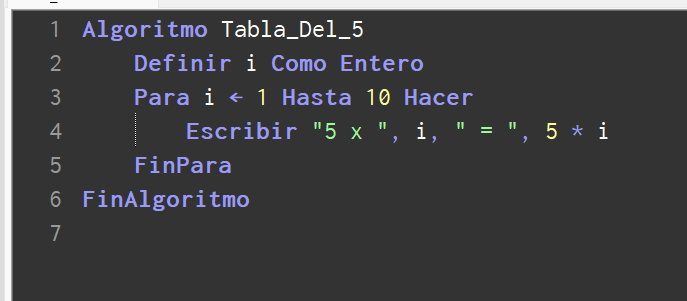 1 Algoritmo Tabla_Del_5
2     Definir i Como Entero
3     Para i ← 1 Hasta 10 Hacer
4         Escribir "5 x ", i, " = ", 5 * i
5     FinPara
6 FinAlgoritmo
7